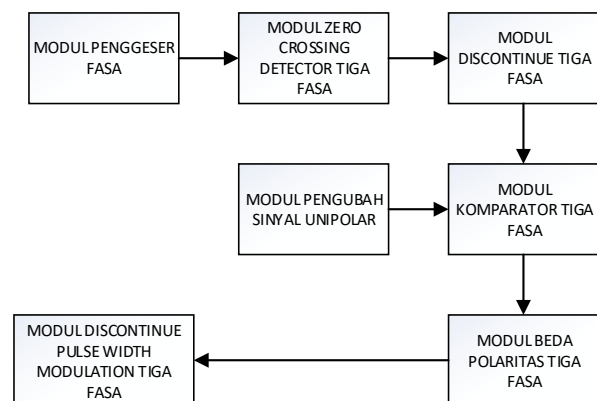 MODUL PENGGESER
FASA
MODUL ZERO
CROSSING
DETECTOR TIGA
FASA
MODUL
DISCONTINUE TIGA
FASA
MODUL PENGUBAH
SINYAL UNIPOLAR
MODUL
KOMPARATOR TIGA
FASA
MODUL DISCONTINUE
PULSE WIDTH
MODULATION TIGA
FASA
MODUL BEDA
POLARITAS TIGA
FASA